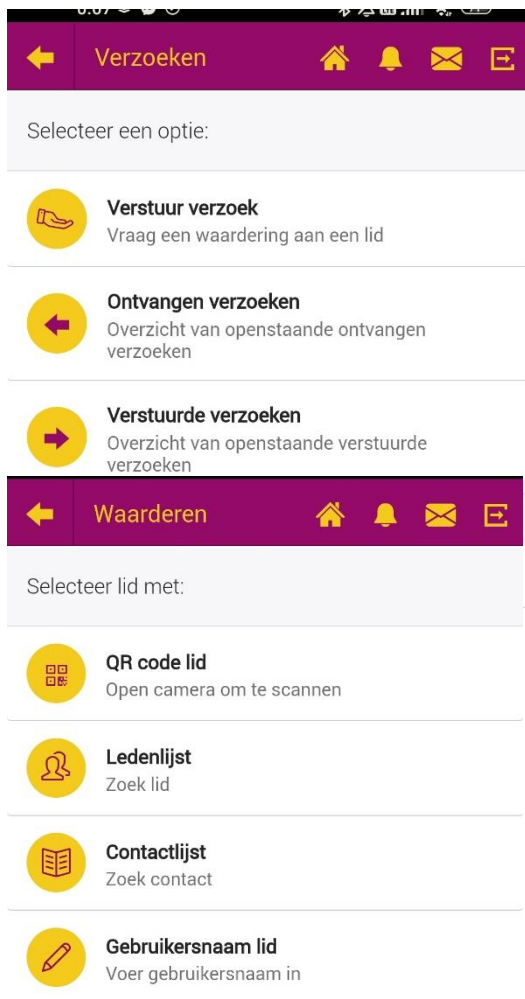 Verzoeken
Selecteer een optie:
Verstuur verzoek
Vraag een waardering aan een lid
Ontvangen verzoeken
Overzicht van openstaande ontvangen
verzoeken
Verstuurde verzoeken
Overzicht van openstaande verstuurde
verzoeken
Waarderen
Selecteer lid met:
QR code lid
Open camera om te scannen
Ledenlijst
Zoek lid
Contactlijst
Zoek contact
Gebruikersnaam lid
Voer gebruikersnaam in